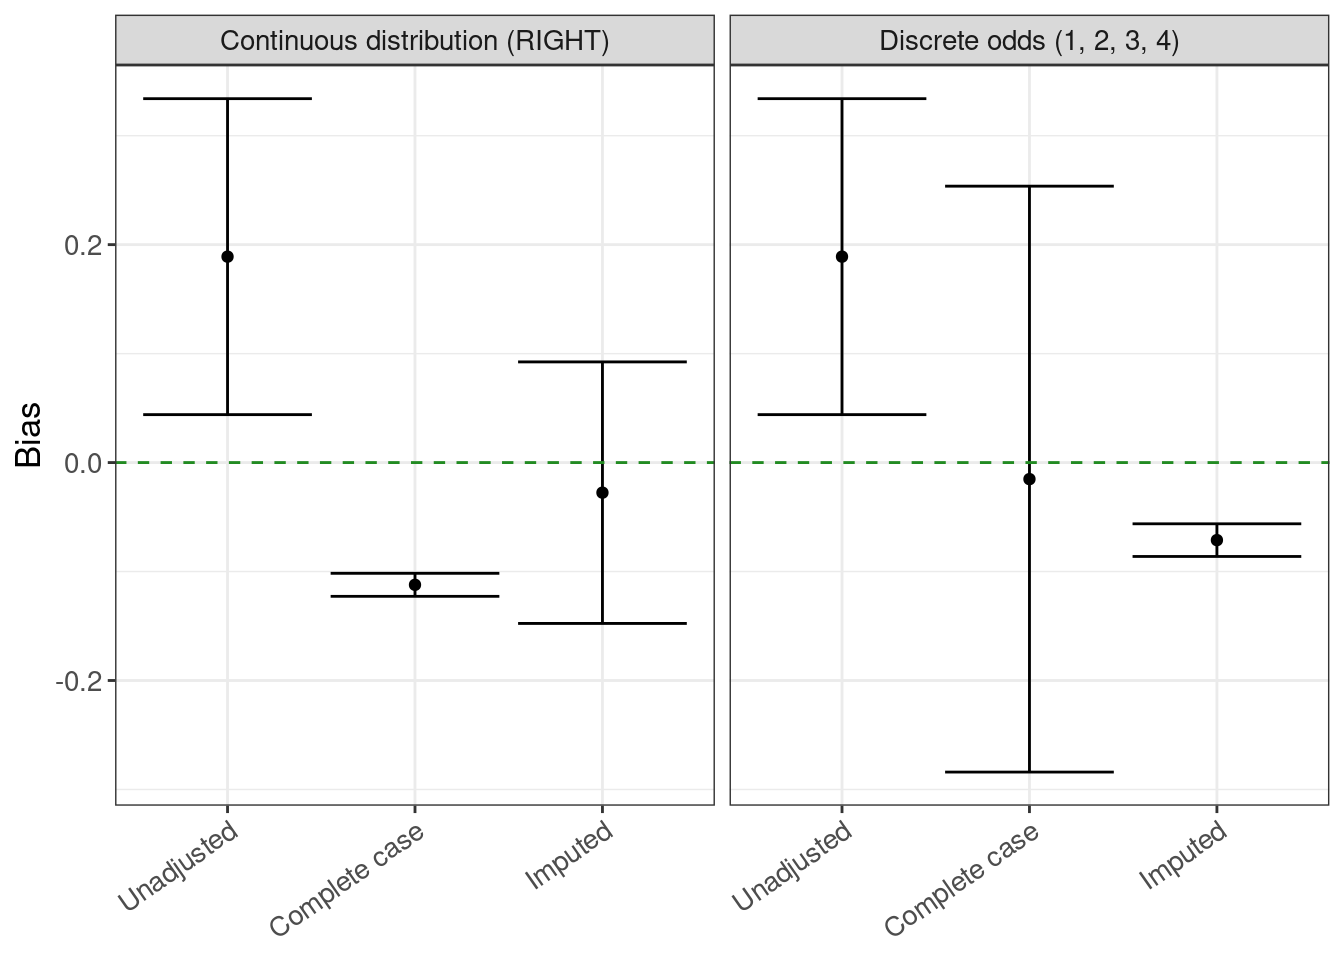 Continuous distribution (RIGHT)
Discrete odds (1, 2, 3, 4)
Bias
0.2
0.0
-0.2
Unadjusted
Complete case
Imputed
Unadjusted
Complete case
Imputed